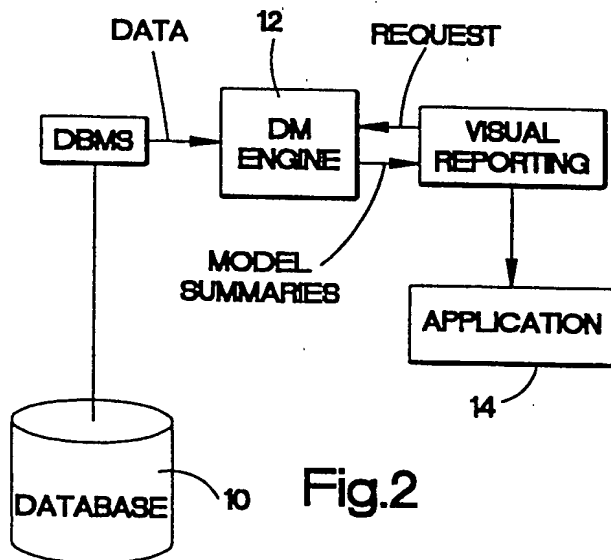 DATA
12
REQUEST
DBMS
DM
ENGINE
VISUAL
REPORTING
MODEL
SUMMARIES
APPLICATION
14
DATABASE
10
Fig.2